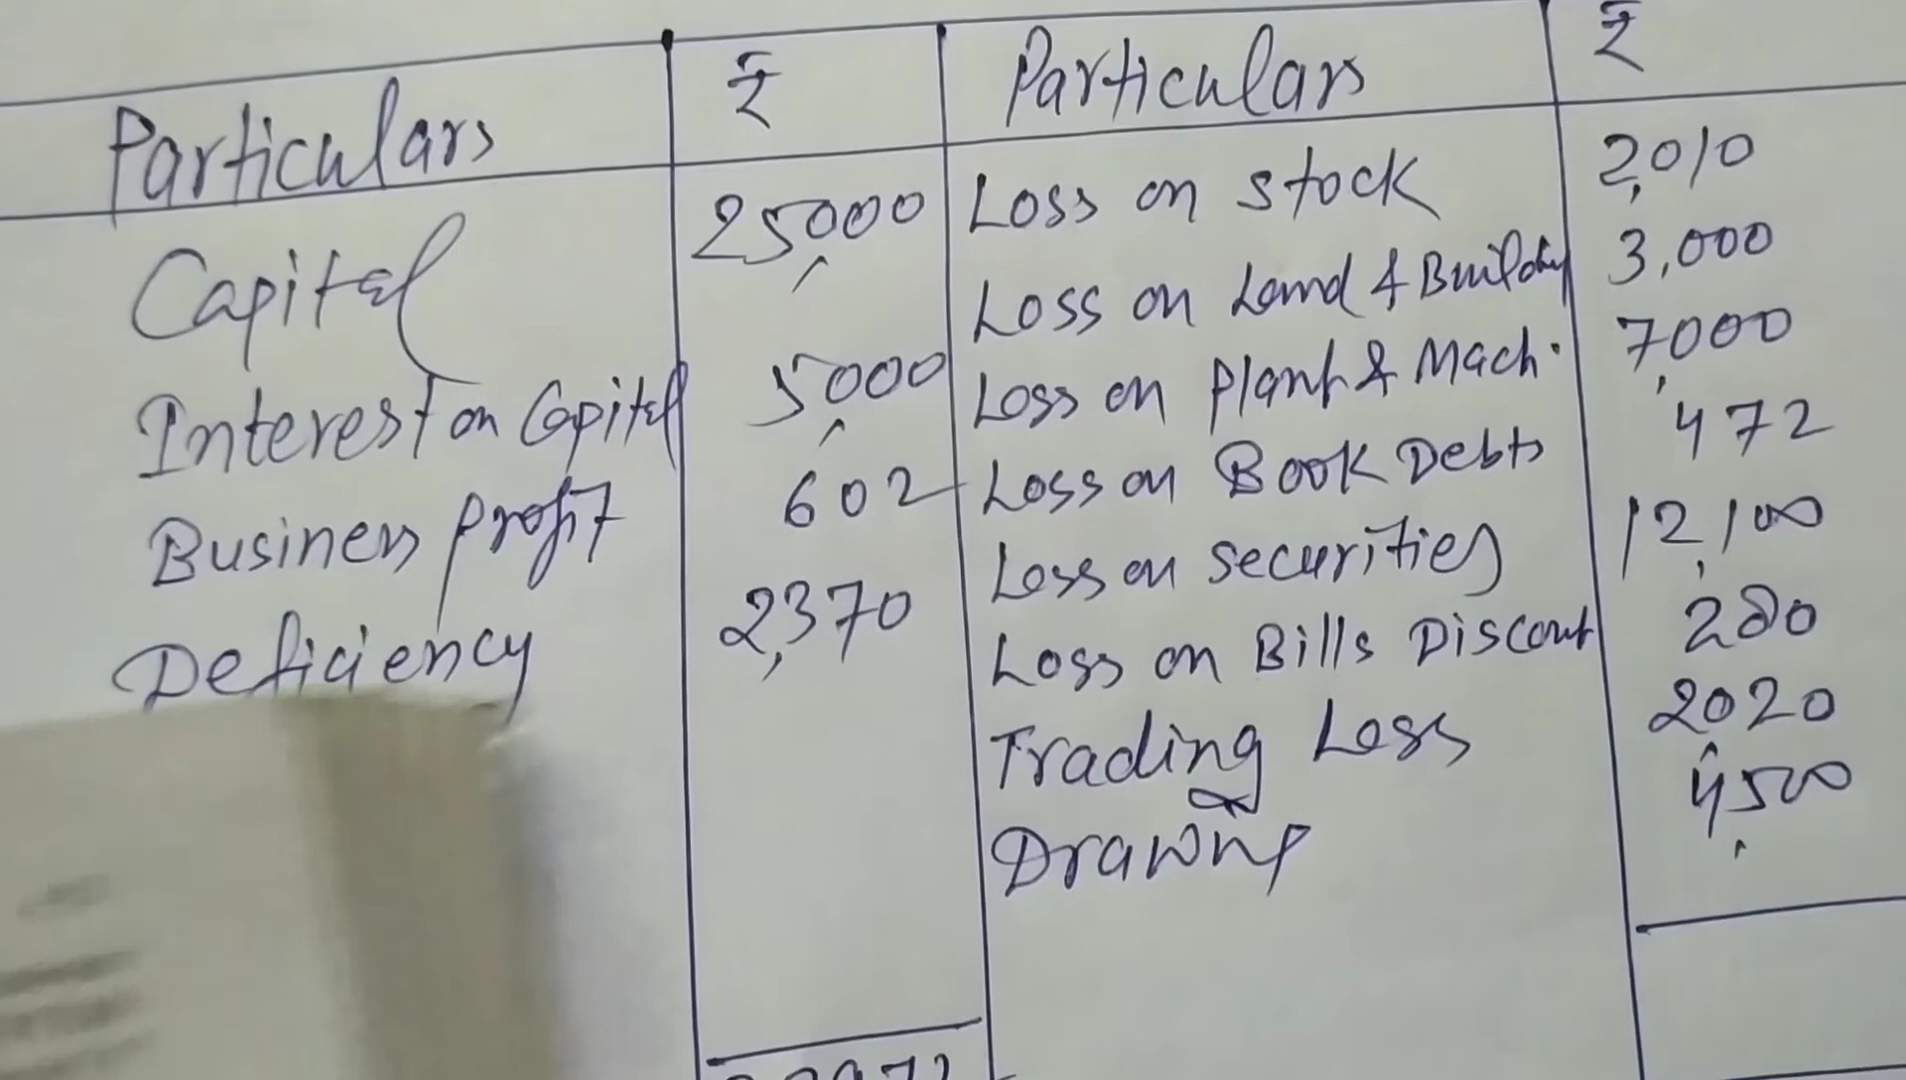 Particulars ₹ Particulars ₹
Capital 25,000 Loss on stock 2,010
Interest on Capital 5,000 Loss on Land & Building 3,000
Business profit 602 Loss on Plant & Mach. 7,000
Deficiency 2,370 Loss on Book Debts 472
Loss on securities 12,100
Loss on Bills Discount
Trading Loss 2,020
Drawing 4,500